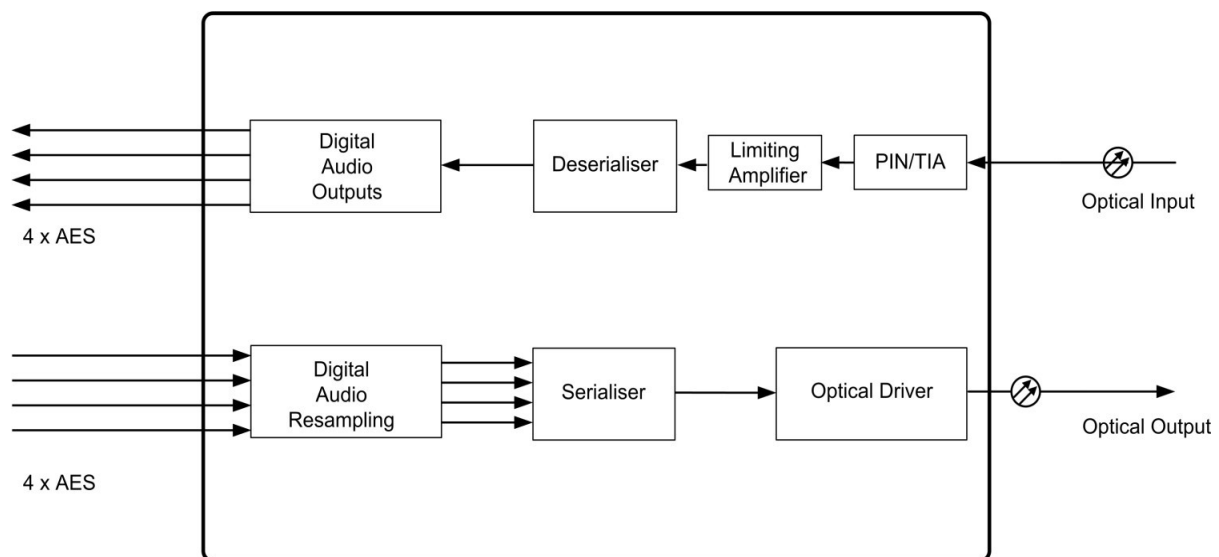 Digital
Audio
Outputs
Deserialiser
Limiting
Amplifier
PIN/TIA
Optical Input
4 x AES
Digital
Audio
Resampling
Serialiser
Optical Driver
Optical Output
4 x AES